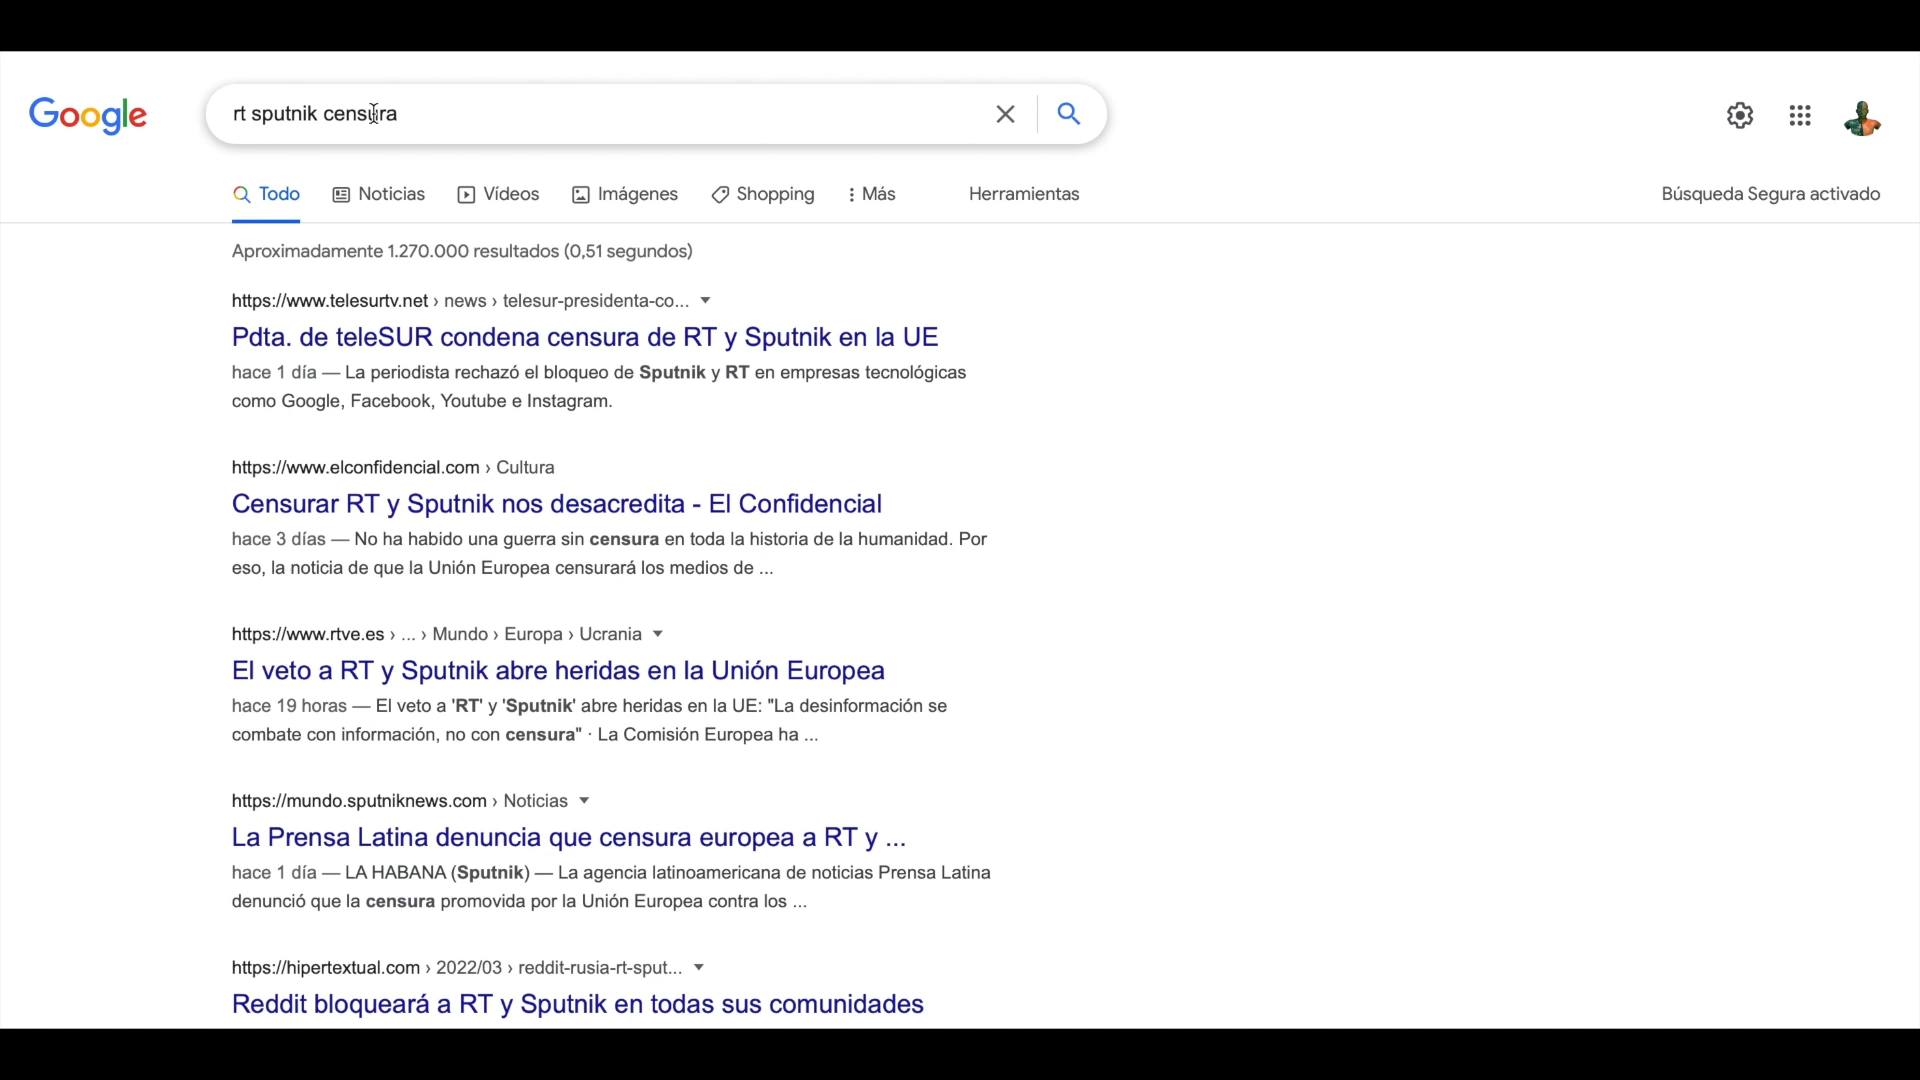 Google
rt sputnik censura
Todo
Noticias
Vídeos
Imágenes
Shopping
Más
Herramientas
Búsqueda Segura activado
Aproximadamente 1.270.000 resultados (0,51 segundos)
https://www.telesurtv.net › news › telesur-presidenta-co...
Pdta. de teleSUR condena censura de RT y Sputnik en la UE
hace 1 día — La periodista rechazó el bloqueo de Sputnik y RT en empresas tecnológicas
como Google, Facebook, Youtube e Instagram.
https://www.elconfidencial.com › Cultura
Censurar RT y Sputnik nos desacredita - El Confidencial
hace 3 días — No ha habido una guerra sin censura en toda la historia de la humanidad. Por
eso, la noticia de que la Unión Europea censurará los medios de ...
https://www.rtve.es › ... › Mundo › Europa › Ucrania
El veto a RT y Sputnik abre heridas en la Unión Europea
hace 19 horas — El veto a 'RT' y 'Sputnik' abre heridas en la UE: "La desinformación se
combate con información, no con censura" · La Comisión Europea ha ...
https://mundo.sputniknews.com › Noticias
La Prensa Latina denuncia que censura europea a RT y ...
hace 1 día — LA HABANA (Sputnik) — La agencia latinoamericana de noticias Prensa Latina
denunció que la censura promovida por la Unión Europea contra los ...
https://hipertextual.com › 2022/03 › reddit-rusia-rt-sput...
Reddit bloqueará a RT y Sputnik en todas sus comunidades